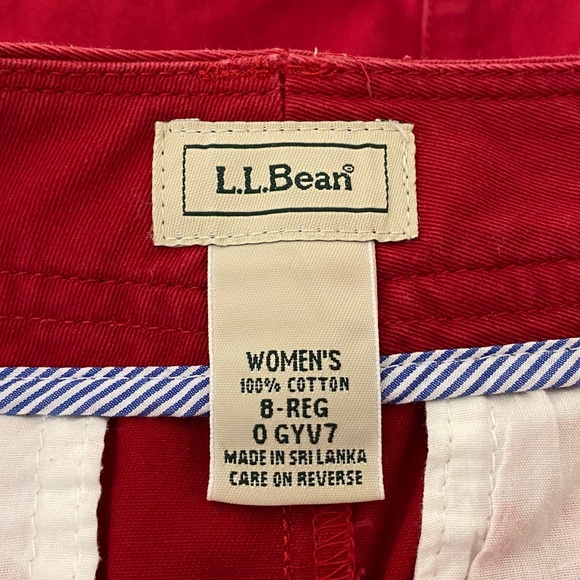 L.L.Bean®
WOMEN'S
100% COTTON
8-REG
0 GYV7
MADE IN SRI LANKA
CARE ON REVERSE